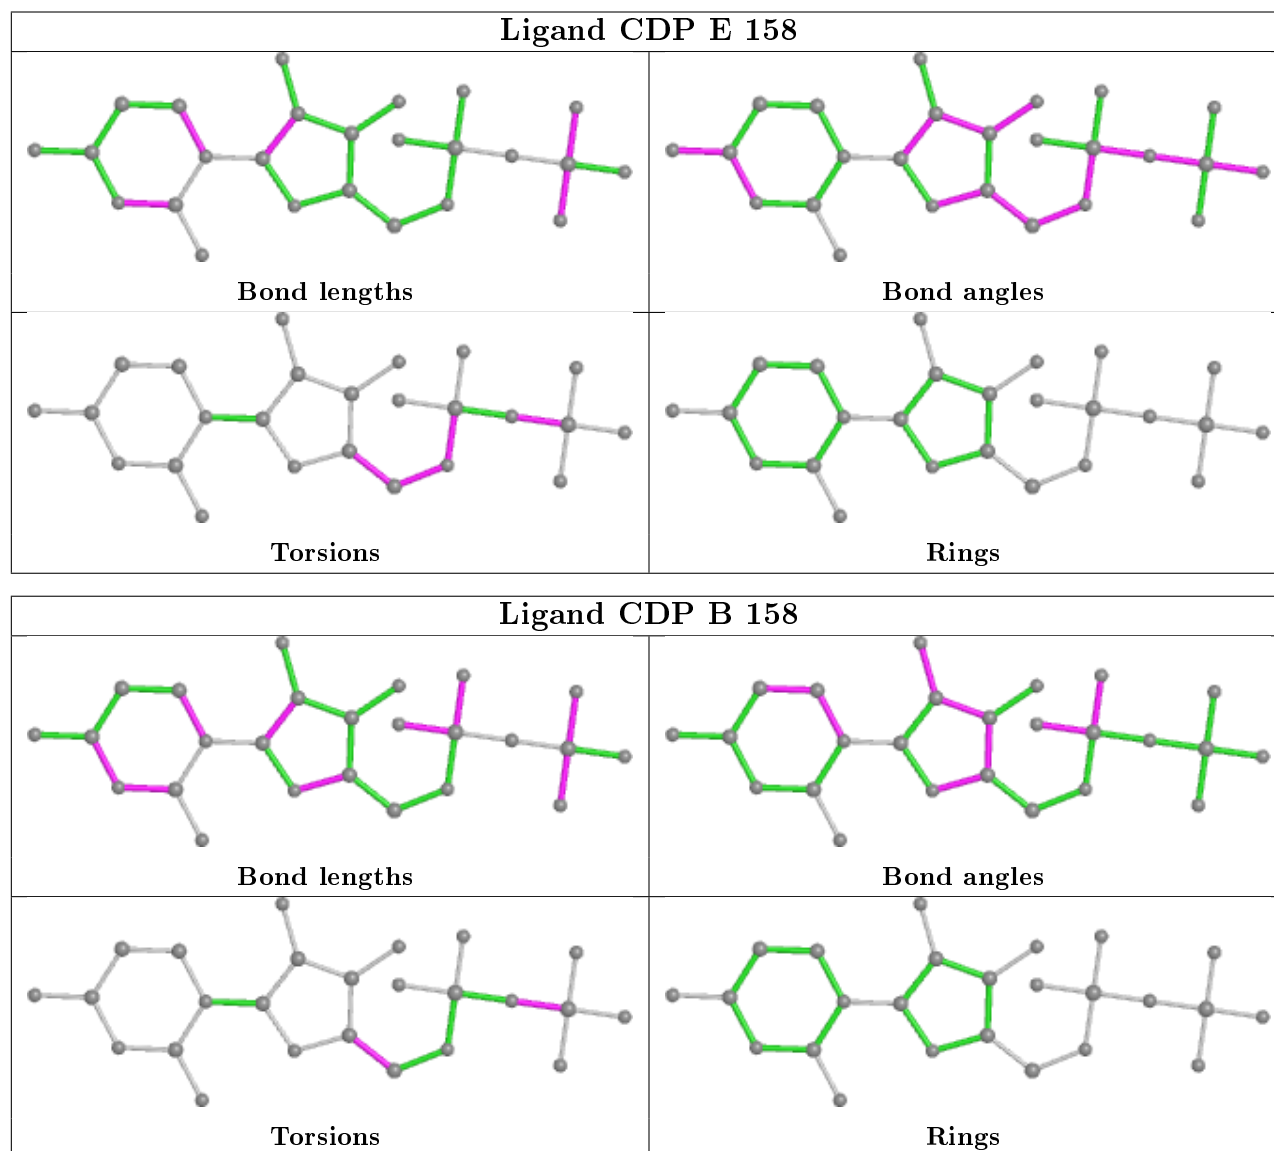 Ligand CDP E 158
Bond lengths
Bond angles
Torsions
Rings
Ligand CDP B 158
Bond lengths
Bond angles
Torsions
Rings